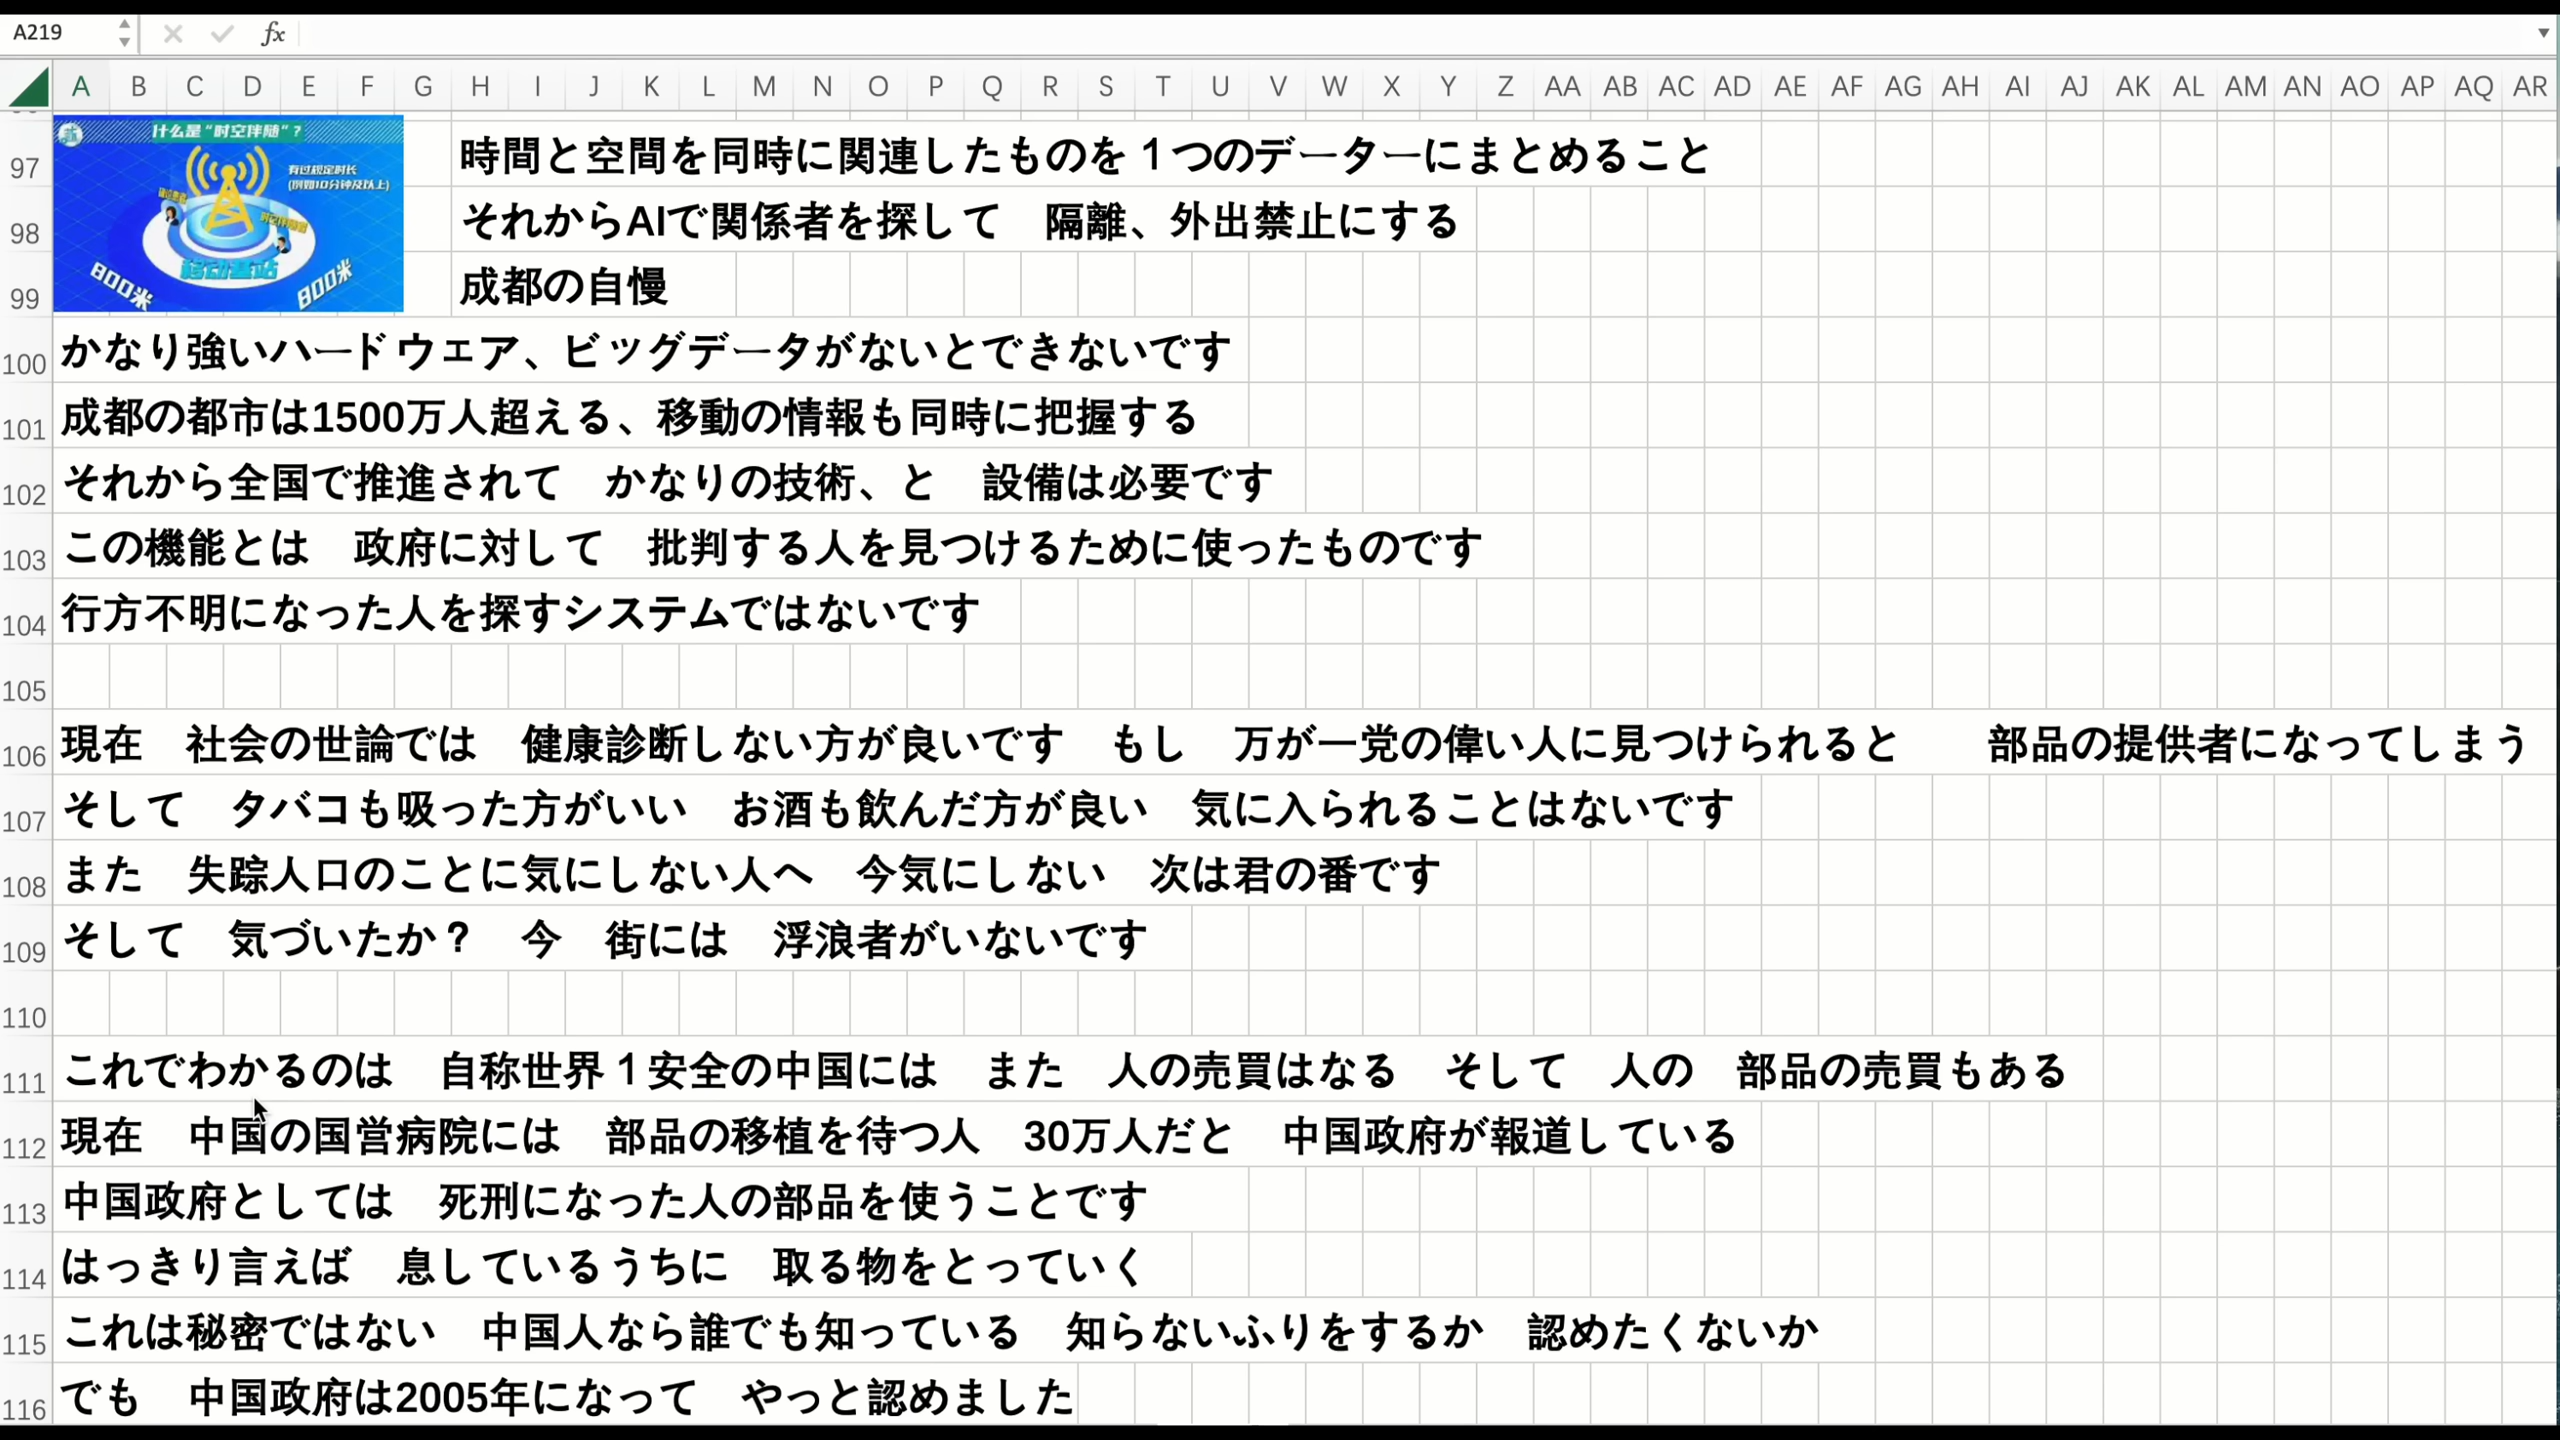 A219
fx
A B C D E F G H I J K L M N O P Q R S T U V W X Y Z AA AB AC AD AE AF AG AH AI AJ AK AL AM AN AO AP AQ AR
什么是“时空伴随”?
有过规定时长
(例如10分钟及以上)
时空伴随者
移动基站
800米
800米
97 時間と空間を同時に関連したものを１つのデーターにまとめること
98 それからAIで関係者を探して　隔離、外出禁止にする
99 成都の自慢
100 かなり強いハードウェア、ビッグデータがないとできないです
101 成都の都市は1500万人超える、移動の情報も同時に把握する
102 それから全国で推進されて　かなりの技術、と　設備は必要です
103 この機能とは　政府に対して　批判する人を見つけるために使ったものです
104 行方不明になった人を探すシステムではないです
105
106 現在　社会の世論では　健康診断しない方が良いです　もし　万が一党の偉い人に見つけられると　　部品の提供者になってしまう
107 そして　タバコも吸った方がいい　お酒も飲んだ方が良い　気に入られることはないです
108 また　失踪人口のことに気にしない人へ　今気にしない　次は君の番です
109 そして　気づいたか？　今　街には　浮浪者がいないです
110
111 これでわかるのは　自称世界１安全の中国には　また　人の売買はなる　そして　人の　部品の売買もある
112 現在　中国の国営病院には　部品の移植を待つ人　30万人だと　中国政府が報道している
113 中国政府としては　死刑になった人の部品を使うことです
114 はっきり言えば　息しているうちに　取る物をとっていく
115 これは秘密ではない　中国人なら誰でも知っている　知らないふりをするか　認めたくないか
116 でも　中国政府は2005年になって　やっと認めました